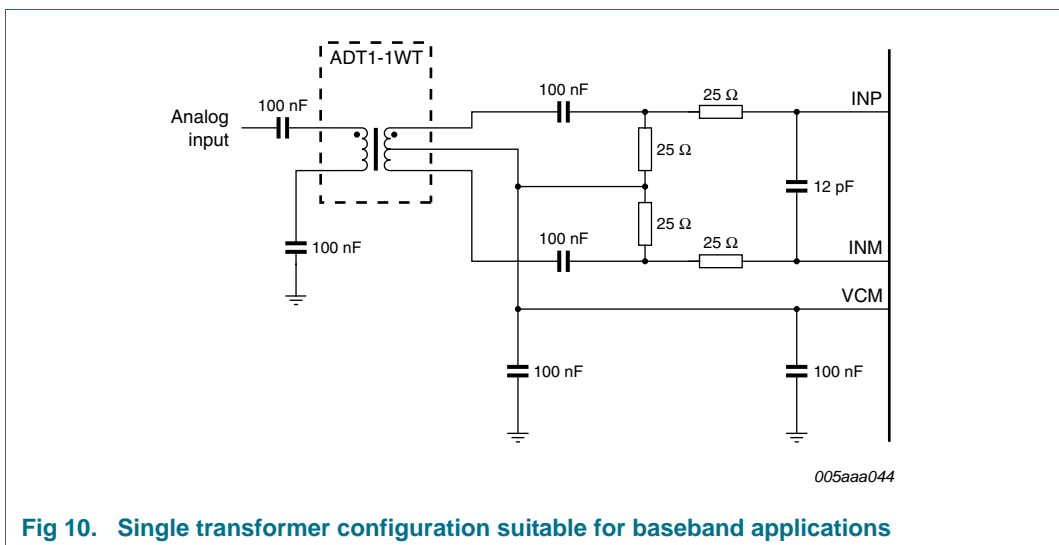 ADT1-1WT
100 nF
Analog
input
100 nF
100 nF
25 Ω
INP
25 Ω
12 pF
25 Ω
100 nF
25 Ω
INM
VCM
100 nF
100 nF
005aaa044
Fig 10. Single transformer configuration suitable for baseband applications